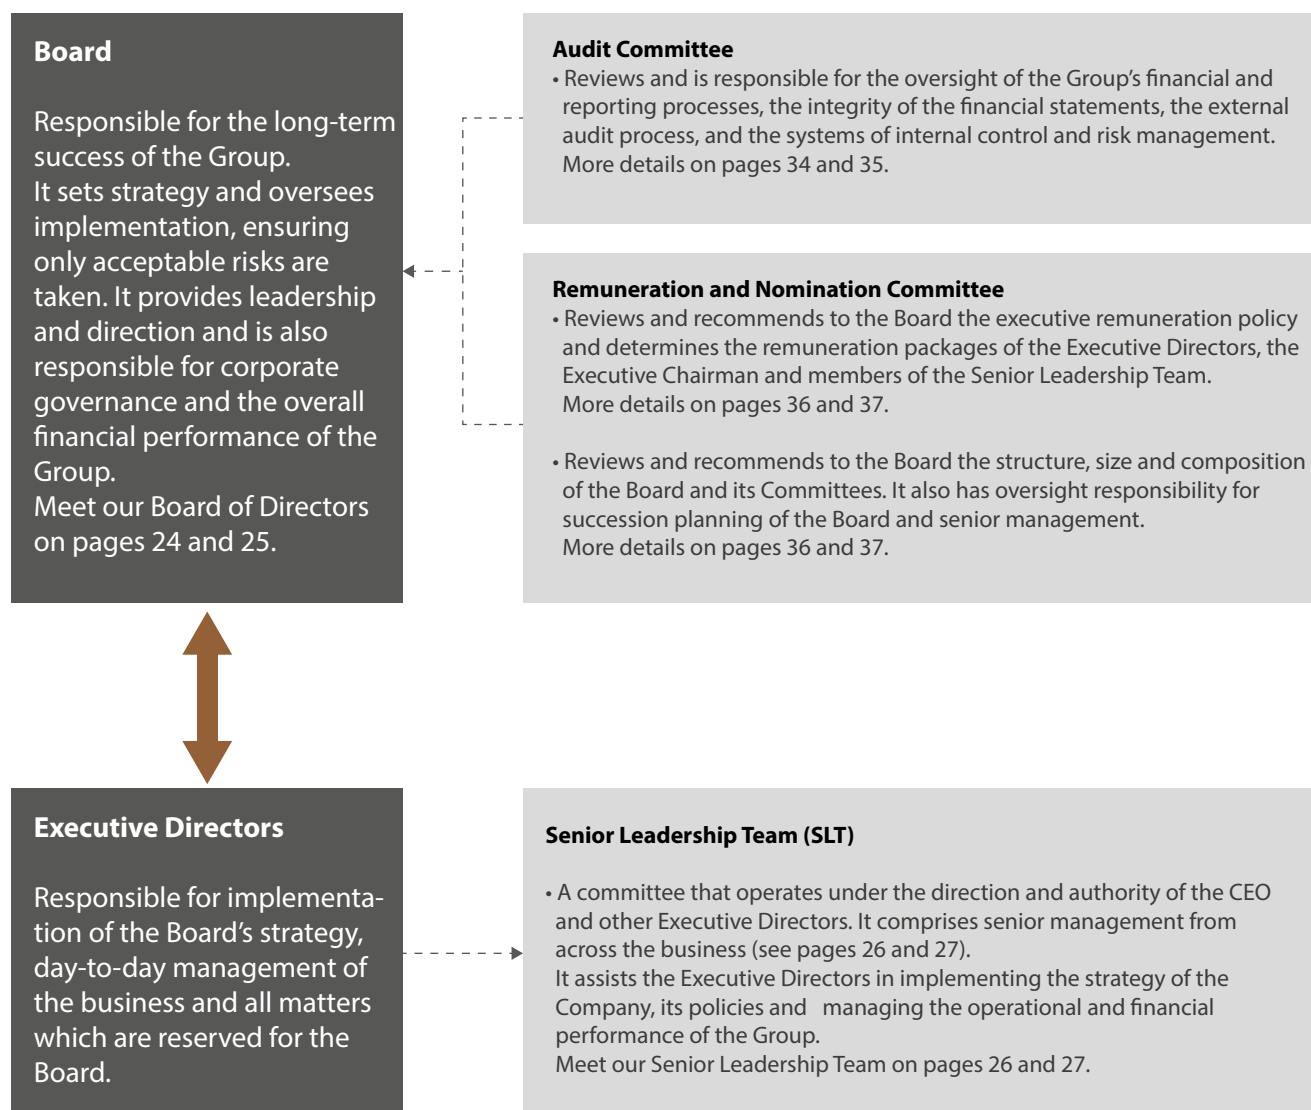 Board
Responsible for the long-term
success of the Group.
It sets strategy and oversees
implementation, ensuring
only acceptable risks are
taken. It provides leadership
and direction and is also
responsible for corporate
governance and the overall
financial performance of the
Group.
Meet our Board of Directors
on pages 24 and 25.
Audit Committee
• Reviews and is responsible for the oversight of the Group’s financial and
reporting processes, the integrity of the financial statements, the external
audit process, and the systems of internal control and risk management.
More details on pages 34 and 35.
Remuneration and Nomination Committee
• Reviews and recommends to the Board the executive remuneration policy
and determines the remuneration packages of the Executive Directors, the
Executive Chairman and members of the Senior Leadership Team.
More details on pages 36 and 37.
• Reviews and recommends to the Board the structure, size and composition
of the Board and its Committees. It also has oversight responsibility for
succession planning of the Board and senior management.
More details on pages 36 and 37.
Executive Directors
Responsible for implementa-
tion of the Board’s strategy,
day-to-day management of
the business and all matters
which are reserved for the
Board.
Senior Leadership Team (SLT)
• A committee that operates under the direction and authority of the CEO
and other Executive Directors. It comprises senior management from
across the business (see pages 26 and 27).
It assists the Executive Directors in implementing the strategy of the
Company, its policies and managing the operational and financial
performance of the Group.
Meet our Senior Leadership Team on pages 26 and 27.